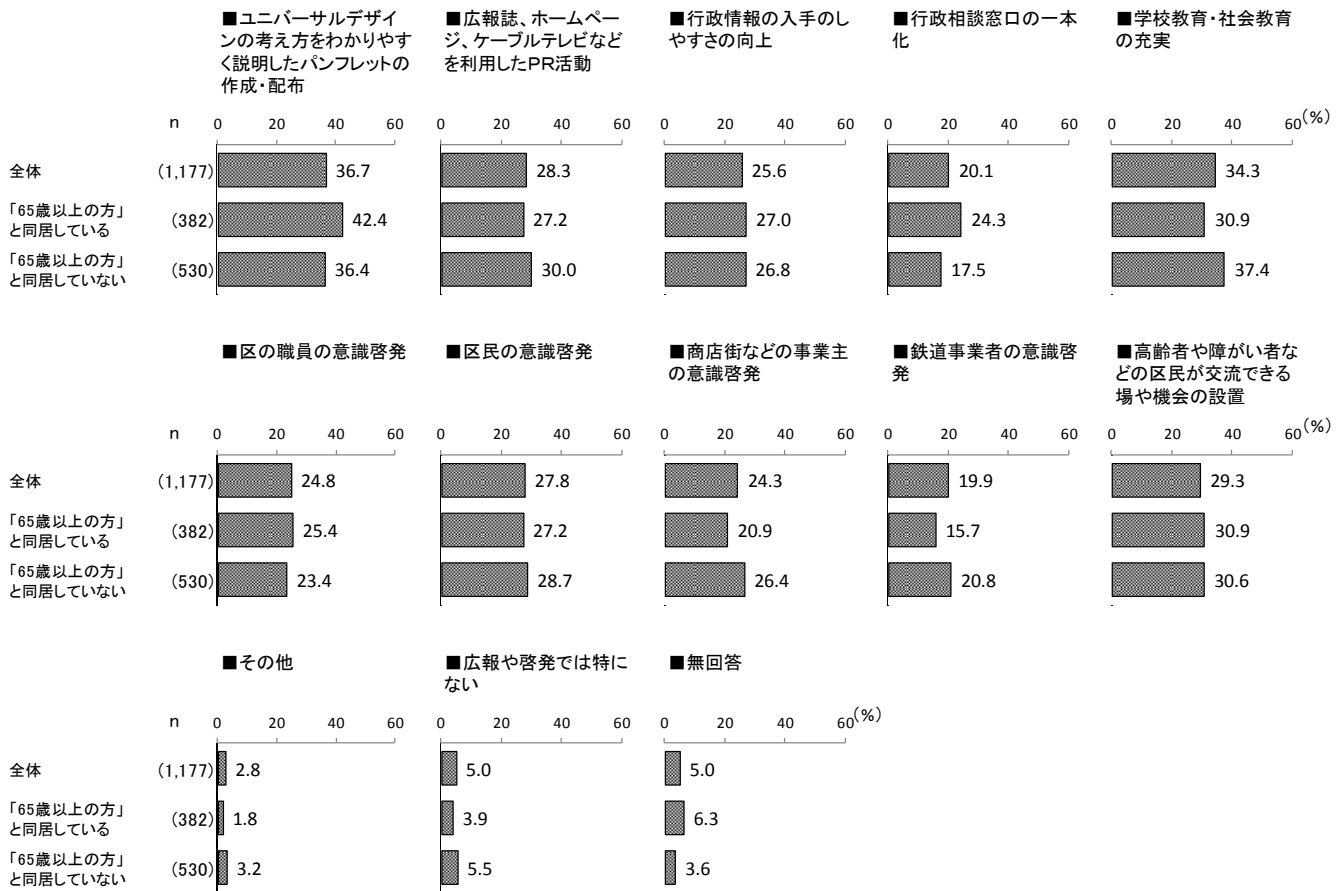 ■ユニバーサルデザイ
ンの考え方をわかりやす
く説明したパンフレットの
作成・配布
■広報誌、ホームペー
ジ、ケーブルテレビなど
を利用したPR活動
■行政情報の入手のし
やすさの向上
■行政相談窓口の一本
化
■学校教育・社会教育
の充実
n 0 20 40 60 0 20 40 60 0 20 40 60 0 20 40 60 0 20 40 60 (%)
全体 (1,177) 36.7 28.3 25.6 20.1 34.3
「65歳以上の方」
と同居している (382) 42.4 27.2 27.0 24.3 30.9
「65歳以上の方」
と同居していない (530) 36.4 30.0 26.8 17.5 37.4
■区の職員の意識啓発
■区民の意識啓発
■商店街などの事業主
の意識啓発
■鉄道事業者の意識啓
発
■高齢者や障がい者な
どの区民が交流できる
場や機会の設置
n 0 20 40 60 0 20 40 60 0 20 40 60 0 20 40 60 0 20 40 60 (%)
全体 (1,177) 24.8 27.8 24.3 19.9 29.3
「65歳以上の方」
と同居している (382) 25.4 27.2 20.9 15.7 30.9
「65歳以上の方」
と同居していない (530) 23.4 28.7 26.4 20.8 30.6
■その他
■広報や啓発では特に
ない
■無回答
n 0 20 40 60 0 20 40 60 0 20 40 60 (%)
全体 (1,177) 2.8 5.0 5.0
「65歳以上の方」
と同居している (382) 1.8 3.9 6.3
「65歳以上の方」
と同居していない (530) 3.2 5.5 3.6